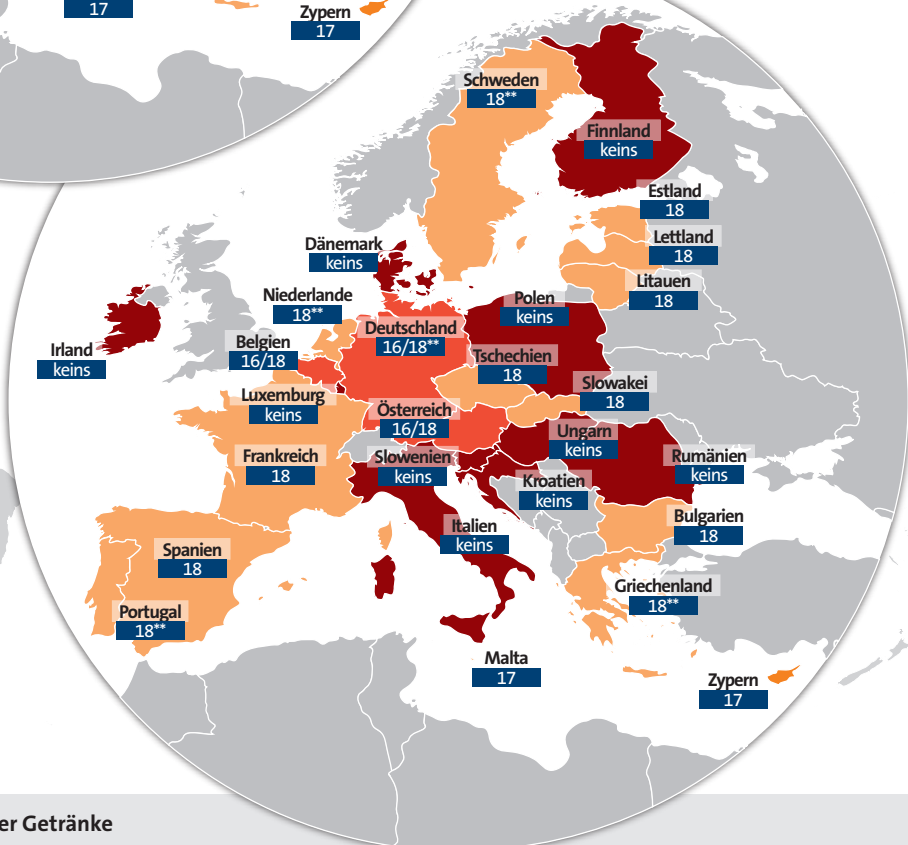 17
Zypern
17
Schweden
18**
Finnland
keins
Estland
18
Lettland
18
Litauen
18
Dänemark
keins
Niederlande
18**
Belgien
16/18
Deutschland
16/18**
Polen
keins
Tschechien
18
Slowakei
18
Irland
keins
Luxemburg
keins
Österreich
16/18
Ungarn
keins
Rumänien
keins
Frankreich
18
Slowenien
keins
Kroatien
keins
Bulgarien
18
Italien
keins
Spanien
18
Griechenland
18**
Portugal
18**
Malta
17
Zypern
17
er Getränke